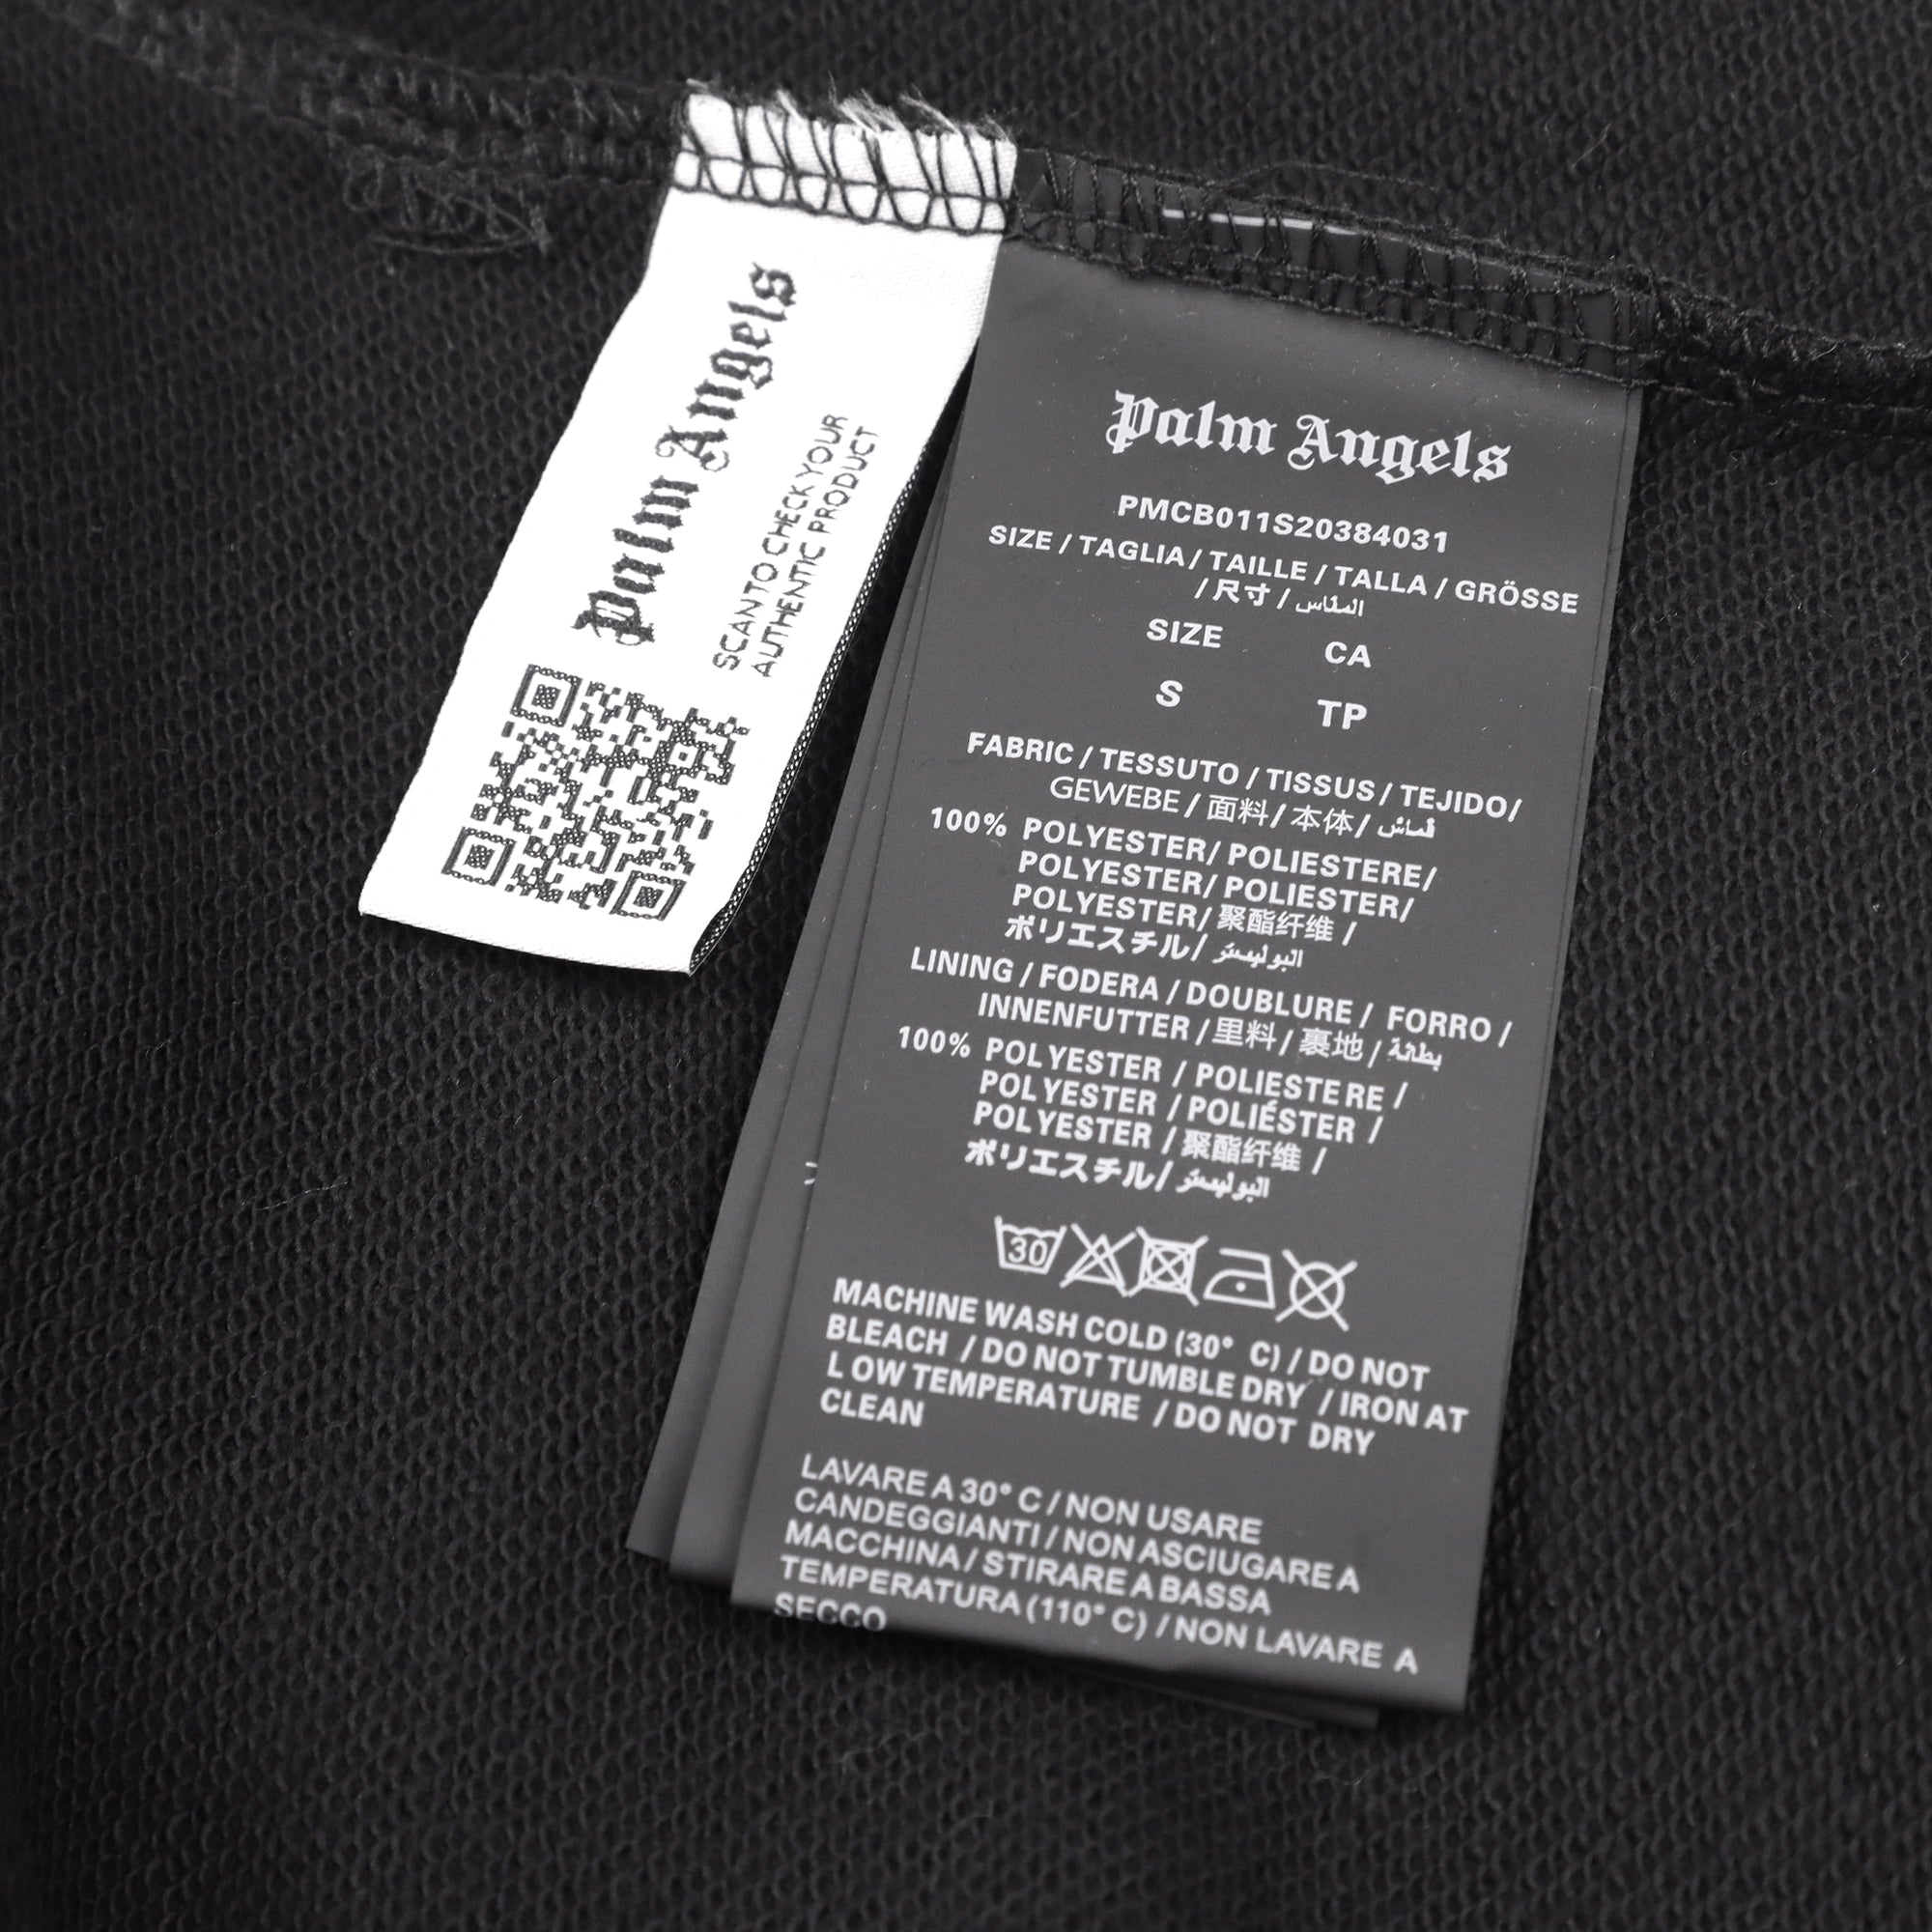 Palm Angels
SCAN TO CHECK YOUR
AUTHENTIC PRODUCT
Palm Angels
PMCB011S20384031
SIZE / TAGLIA / TAILLE / TALLA / GRÖSSE
/ 尺寸 / المقاس
SIZE CA
S TP
FABRIC / TESSUTO / TISSUS / TEJIDO/
GEWEBE / 面料 / 本体 / قماش
100% POLYESTER/ POLIESTERE/
POLYESTER/ POLIESTER/
POLYESTER/ 聚酯纤维 /
ポリエスチル/ البوليستر
LINING / FODERA / DOUBLURE / FORRO /
INNENFUTTER / 里料 / 裏地 / بطانة
100% POLYESTER / POLIESTERE /
POLYESTER / POLIÉSTER /
POLYESTER / 聚酯纤维 /
ポリエスチル/ البوليستر
30
MACHINE WASH COLD (30° C) / DO NOT
BLEACH / DO NOT TUMBLE DRY / IRON AT
LOW TEMPERATURE / DO NOT DRY
CLEAN
LAVARE A 30° C / NON USARE
CANDEGGIANTI / NON ASCIUGARE A
MACCHINA / STIRARE A BASSA
TEMPERATURA (110° C) / NON LAVARE A
SECCO